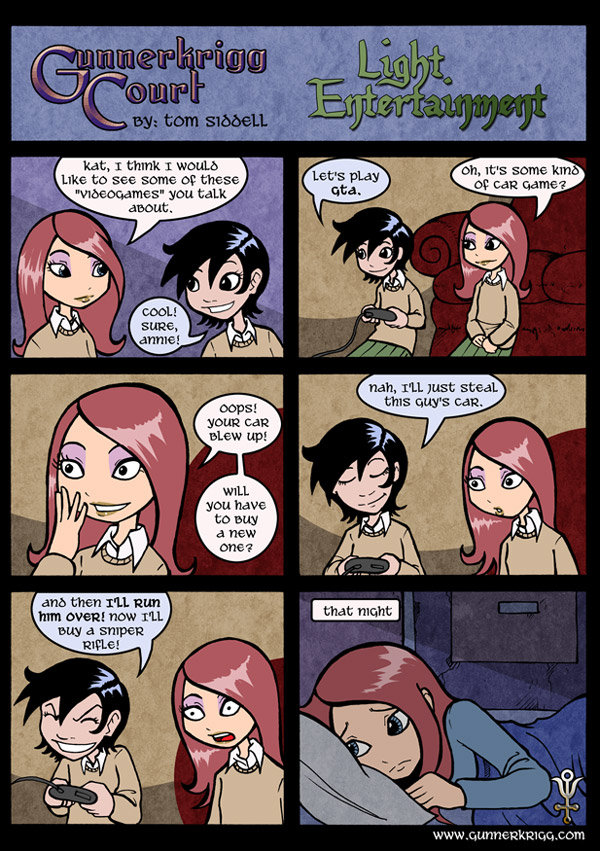 Gunnerkrigg
Court
By: Tom Siddell
Light
Entertainment
Kat, I think I would
like to see some of these
"videogames" you talk
about.
Cool!
Sure,
Annie!
Let's play
GTA.
Oh, it's some kind
of car game?
Oops!
Your car
blew up!
Will
you have
to buy
a new
one?
Nah, I'll just steal
this guy's car.
And then I'll run
him over! Now I'll
buy a sniper
rifle!
That night
www.gunnerkrigg.com